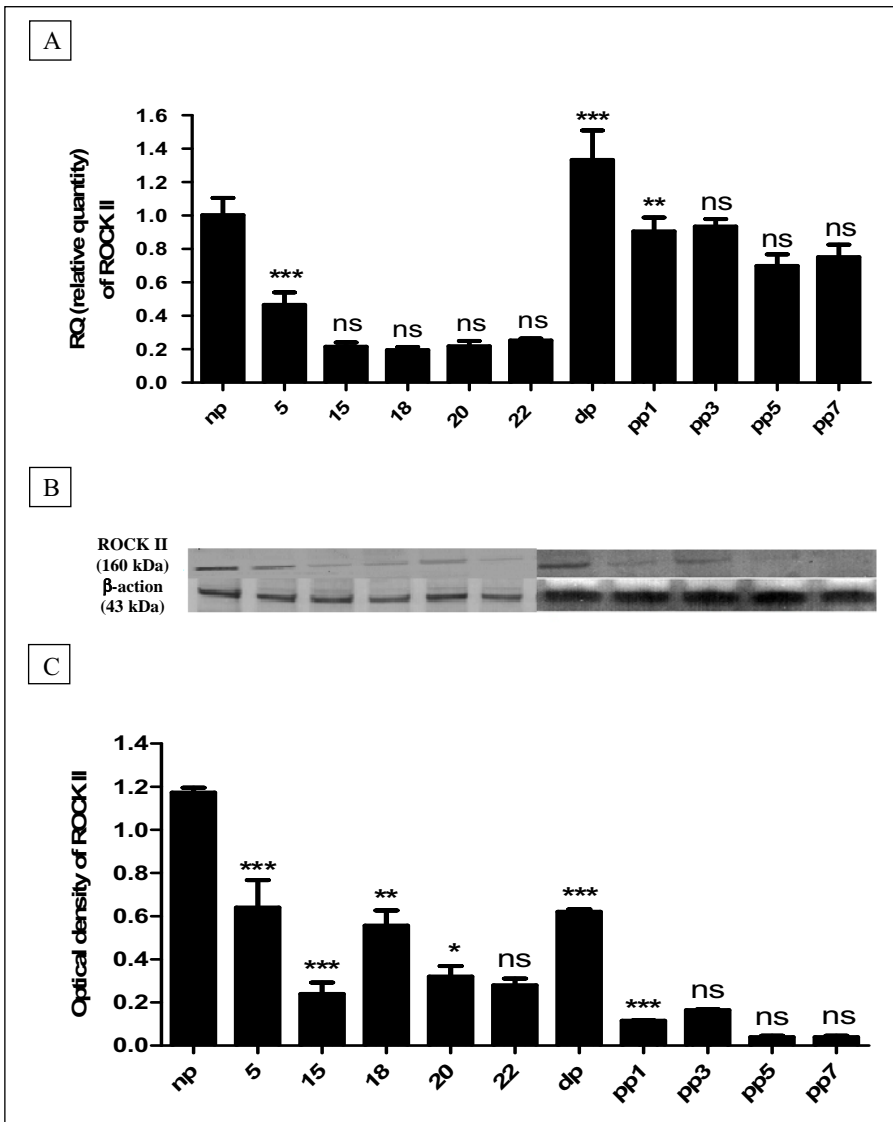 A
RQ (relative quantity)
of ROCK II
1.6
1.4
1.2
1.0
0.8
0.6
0.4
0.2
0.0
***
ns
ns
ns
ns
***
**
ns
ns
ns
np
5
15
18
20
22
dp
pp1
pp3
pp5
pp7
B
ROCK II
(160 kDa)
β-action
(43 kDa)
C
Optical density of ROCK II
1.4
1.2
1.0
0.8
0.6
0.4
0.2
0.0
***
***
**
*
ns
***
***
ns
ns
ns
np
5
15
18
20
22
dp
pp1
pp3
pp5
pp7